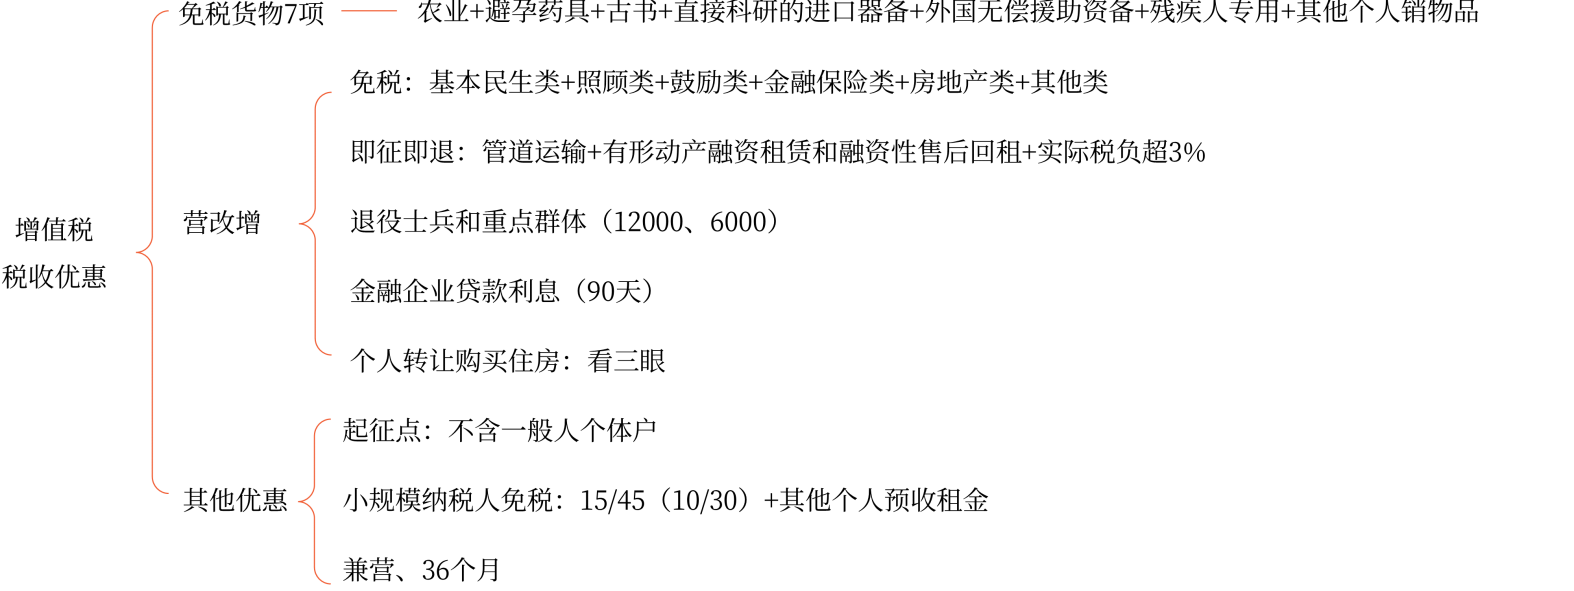 免税货物7项
农业+避孕药具+古书+直接科研的进口器备+外国无偿援助资备+残疾人专用+其他个人销物品
增值税
税收优惠
营改增
免税：基本民生类+照顾类+鼓励类+金融保险类+房地产类+其他类
即征即退：管道运输+有形动产融资租赁和融资性售后回租+实际税负超3%
退役士兵和重点群体（12000、6000）
金融企业贷款利息（90天）
个人转让购买住房：看三眼
其他优惠
起征点：不含一般人个体户
小规模纳税人免税：15/45（10/30）+其他个人预收租金
兼营、36个月